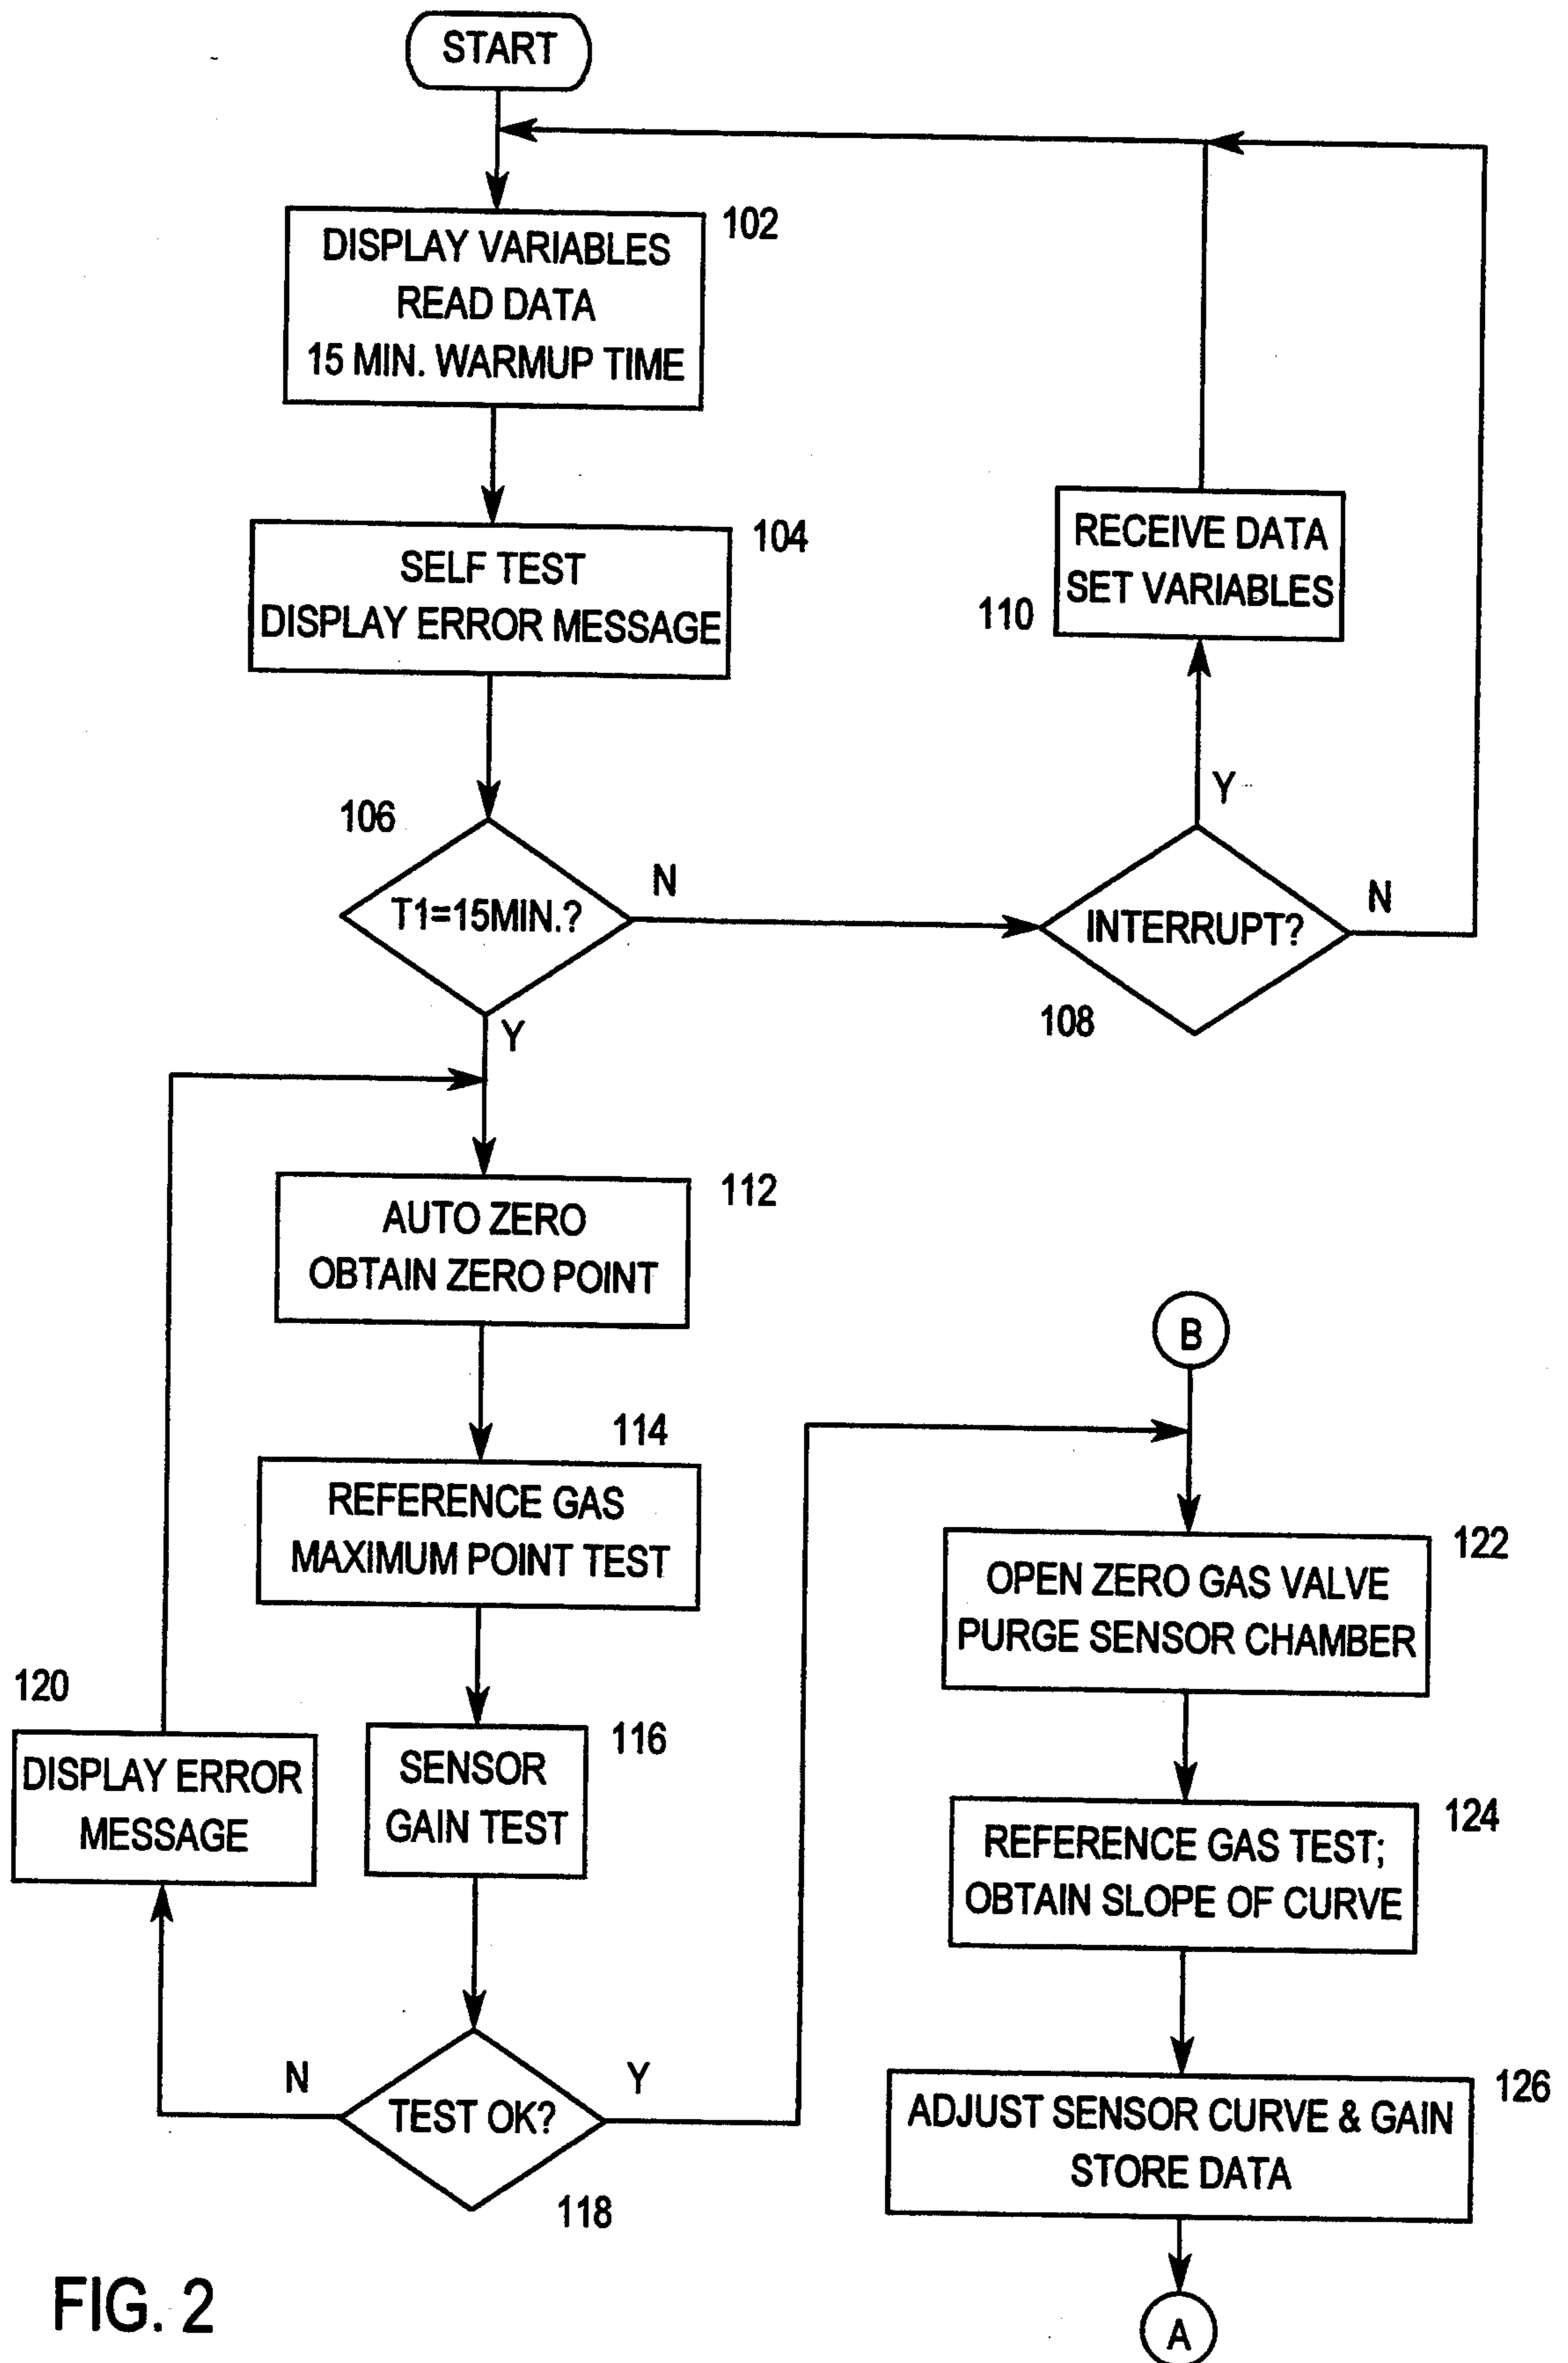 START
102
DISPLAY VARIABLES
READ DATA
15 MIN. WARMUP TIME
104
SELF TEST
DISPLAY ERROR MESSAGE
RECEIVE DATA
SET VARIABLES
110
Y
106
T1=15MIN.?
N
INTERRUPT?
N
108
Y
112
AUTO ZERO
OBTAIN ZERO POINT
B
114
REFERENCE GAS
MAXIMUM POINT TEST
122
OPEN ZERO GAS VALVE
PURGE SENSOR CHAMBER
120
DISPLAY ERROR
MESSAGE
116
SENSOR
GAIN TEST
124
REFERENCE GAS TEST;
OBTAIN SLOPE OF CURVE
N
TEST OK?
Y
118
126
ADJUST SENSOR CURVE & GAIN
STORE DATA
A
FIG. 2